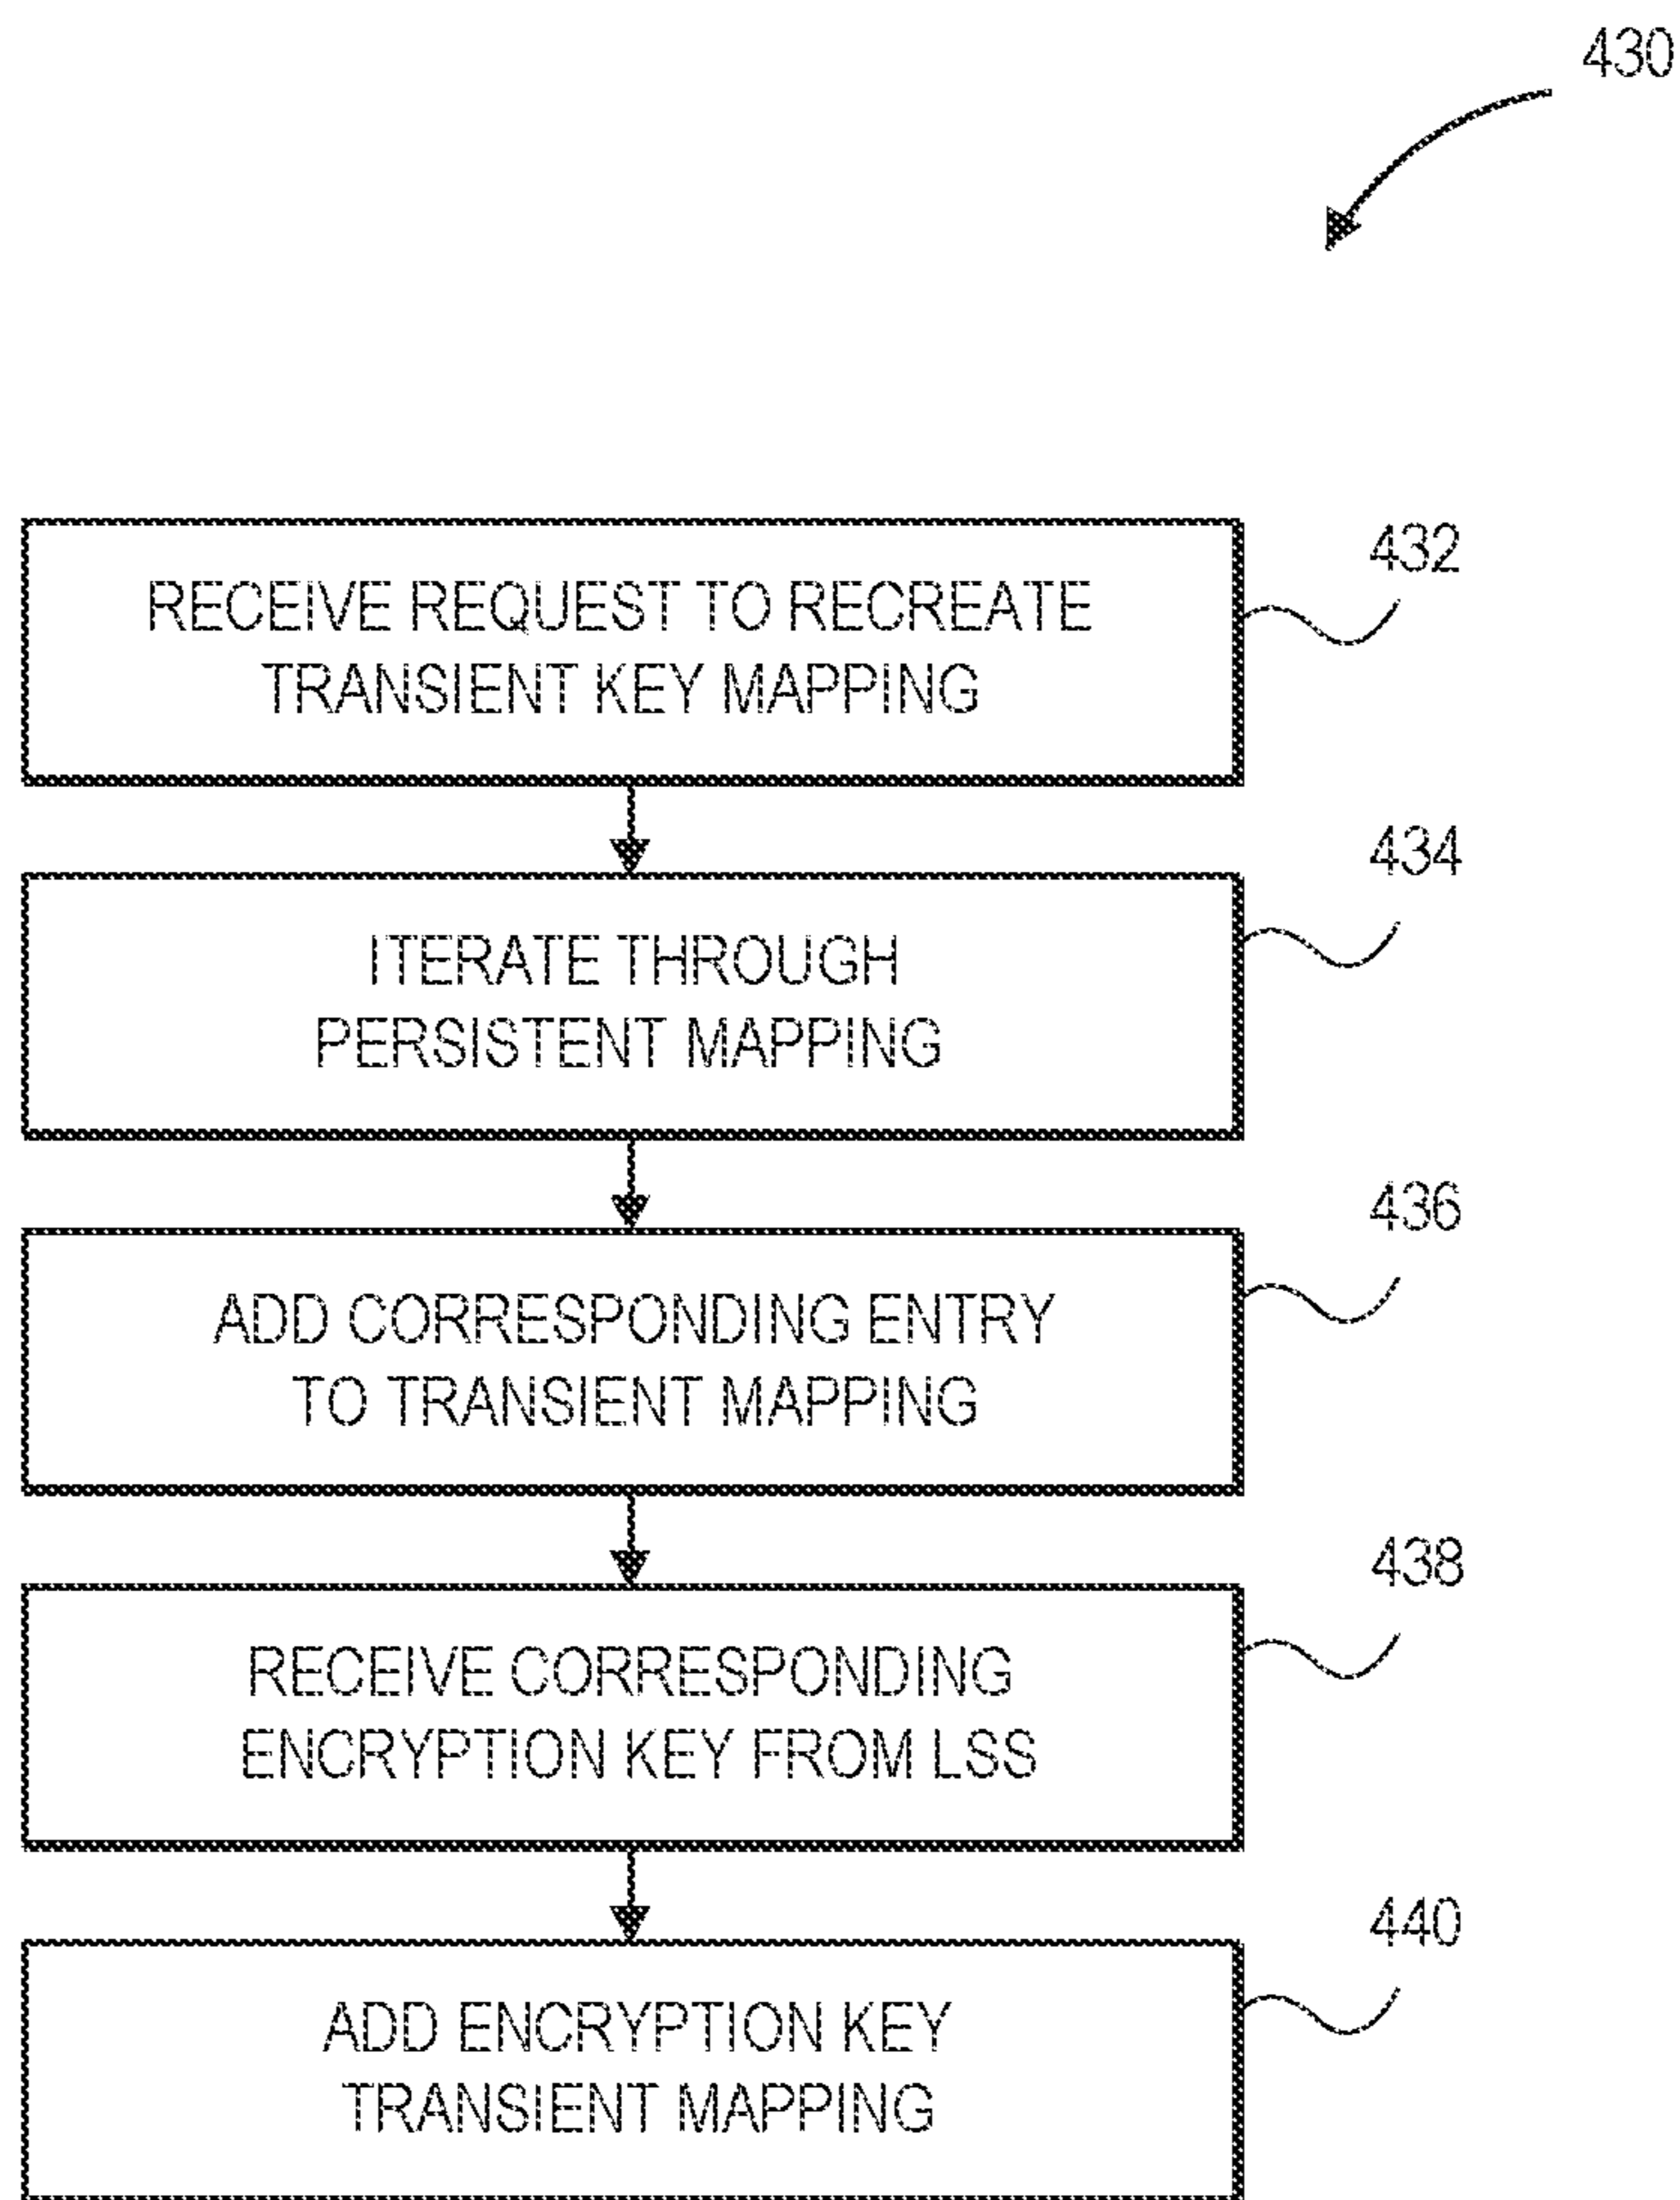 430
RECEIVE REQUEST TO RECREATE
TRANSIENT KEY MAPPING
432
ITERATE THROUGH
PERSISTENT MAPPING
434
ADD CORRESPONDING ENTRY
TO TRANSIENT MAPPING
436
RECEIVE CORRESPONDING
ENCRYPTION KEY FROM LSS
438
ADD ENCRYPTION KEY
TRANSIENT MAPPING
440